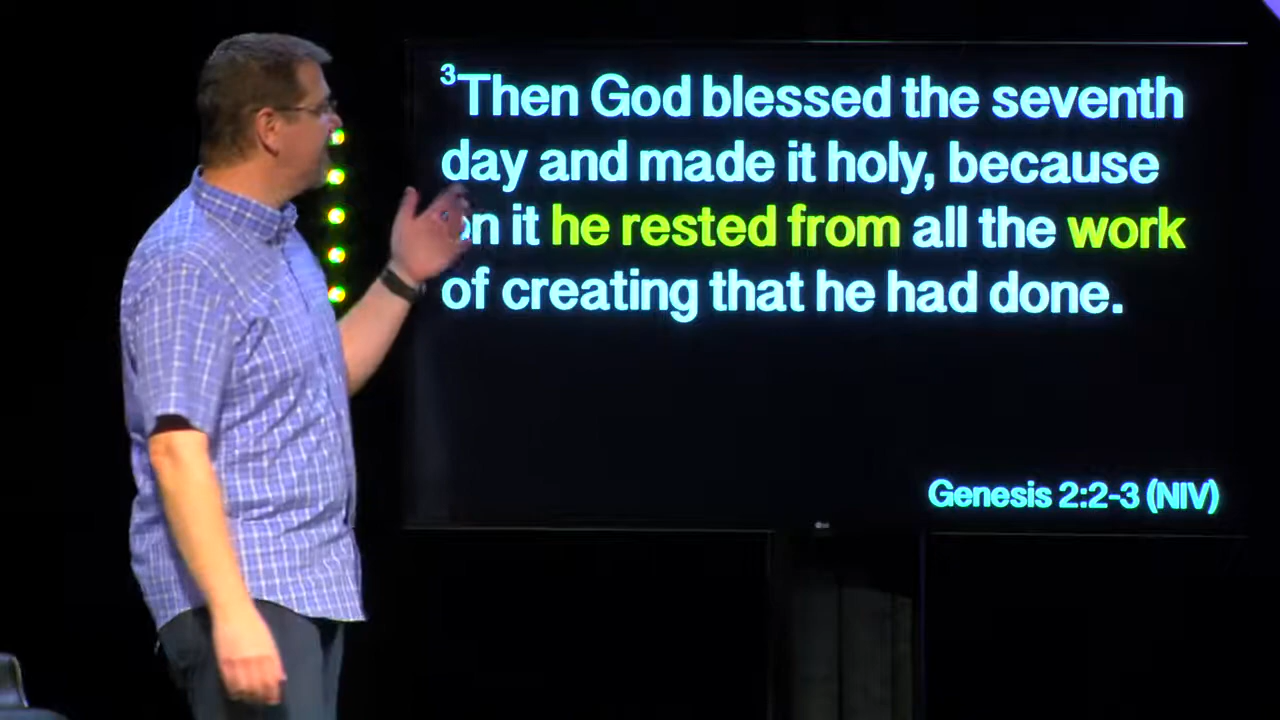 ³Then God blessed the seventh
day and made it holy, because
on it he rested from all the work
of creating that he had done.
Genesis 2:2-3 (NIV)